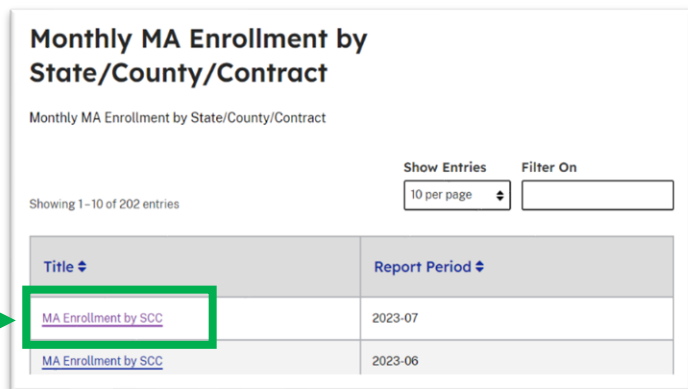 Monthly MA Enrollment by
State/County/Contract
Monthly MA Enrollment by State/County/Contract
Show Entries Filter On
Showing 1-10 of 202 entries 10 per page
Title Report Period
MA Enrollment by SCC 2023-07
MA Enrollment by SCC 2023-06